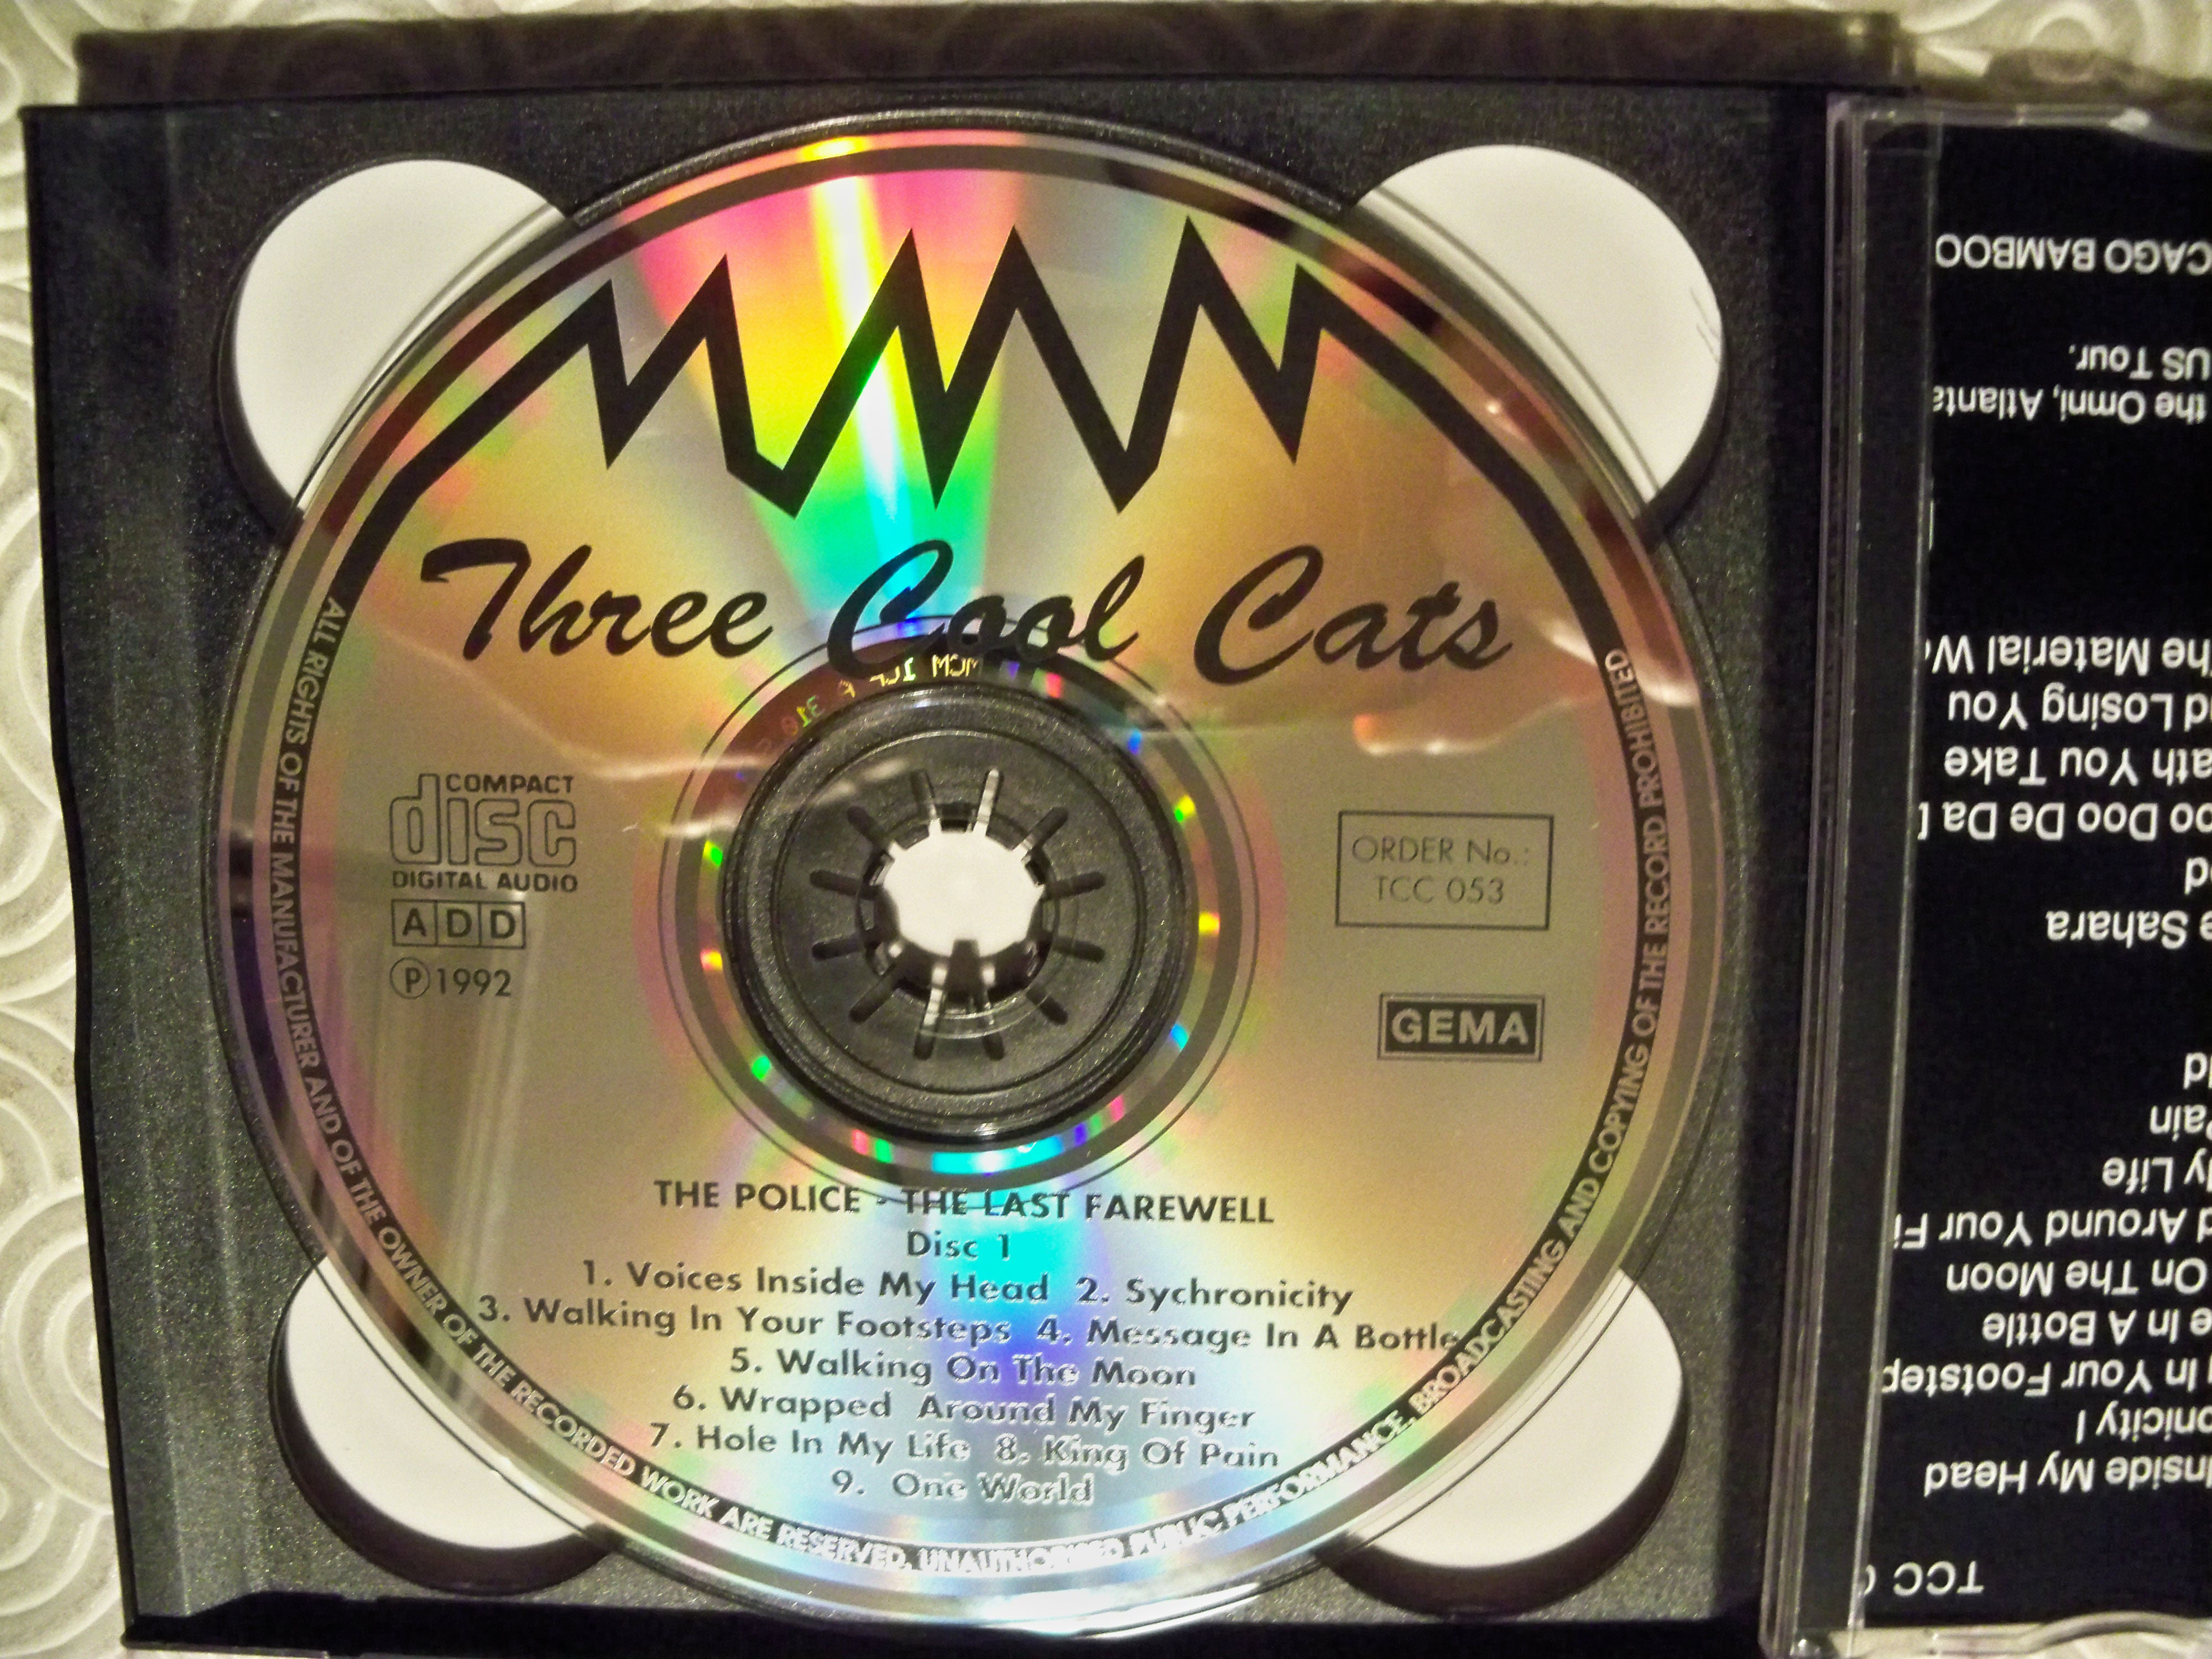 Three Cool Cats
COMPACT
disc
DIGITAL AUDIO
ADD
Ⓟ1992
ORDER No.:
TCC 053
GEMA
THE POLICE - THE LAST FAREWELL
Disc 1
1. Voices Inside My Head 2. Sychronicity
3. Walking In Your Footsteps 4. Message In A Bottle
5. Walking On The Moon
6. Wrapped Around My Finger
7. Hole In My Life 8. King Of Pain
9. One World
ALL RIGHTS OF THE MANUFACTURER AND OF THE OWNER OF THE RECORDED WORK ARE RESERVED. UNAUTHORISED PUBLIC PERFORMANCE, BROADCASTING AND COPYING OF THE RECORD PROHIBITED
TCC
Inside My Head
onicity I
In Your Footstep
e In A Bottle
On The Moon
d Around Your Fi
y Life
Pain
ld
e Sahara
d
oo Doo De Da
ath You Take
d Losing You
he Material W
the Omni, Atlanta
US Tour.
CAGO BAMBOO